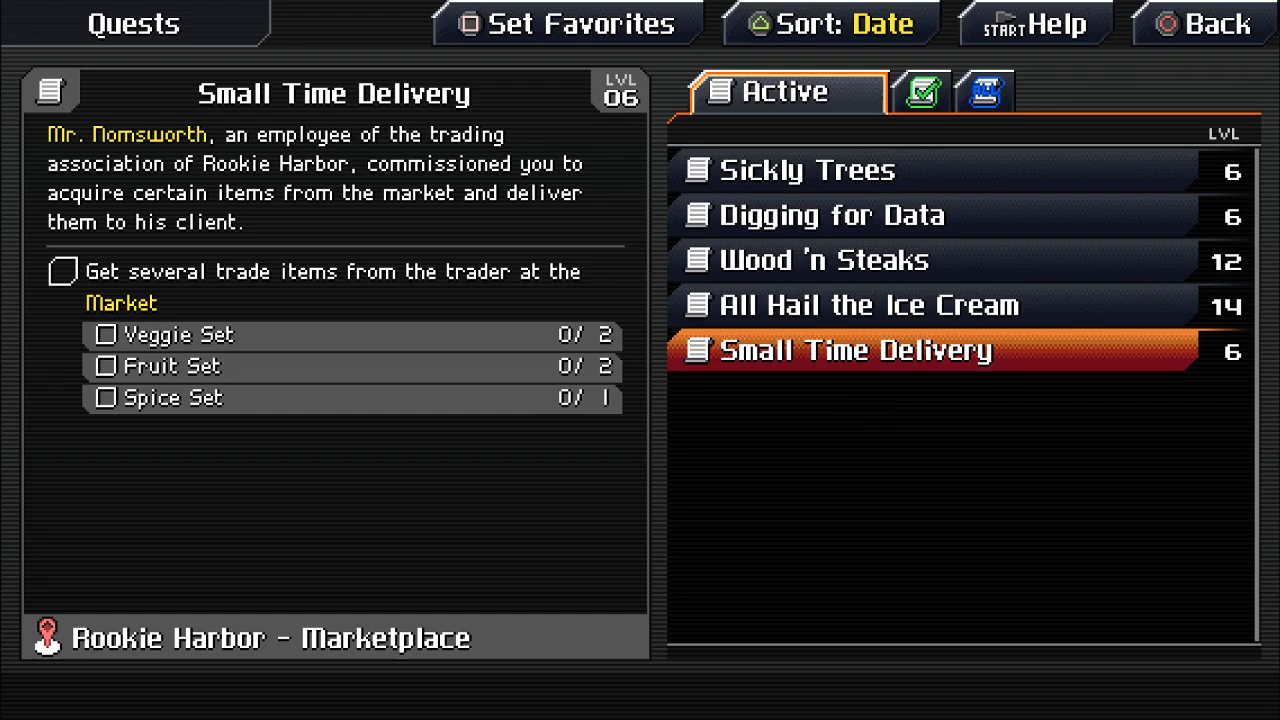 Quests
Set Favorites
Sort: Date
START Help
Back
Small Time Delivery
LVL
06
Mr. Nomsworth, an employee of the trading
association of Rookie Harbor, commissioned you to
acquire certain items from the market and deliver
them to his client.
Get several trade items from the trader at the
Market
Veggie Set 0/ 2
Fruit Set 0/ 2
Spice Set 0/ 1
Rookie Harbor - Marketplace
Active
ALL
LVL
Sickly Trees 6
Digging for Data 6
Wood 'n Steaks 12
All Hail the Ice Cream 14
Small Time Delivery 6